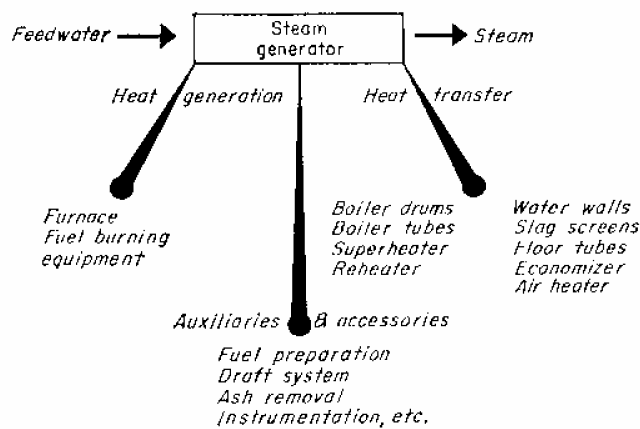 Feedwater
Steam
generator
Steam
Heat generation
Heat transfer
Furnace
Fuel burning
equipment
Boiler drums
Boiler tubes
Superheater
Reheater
Water walls
Slag screens
Floor tubes
Economizer
Air heater
Auxiliaries & accessories
Fuel preparation
Draft system
Ash removal
Instrumentation, etc.